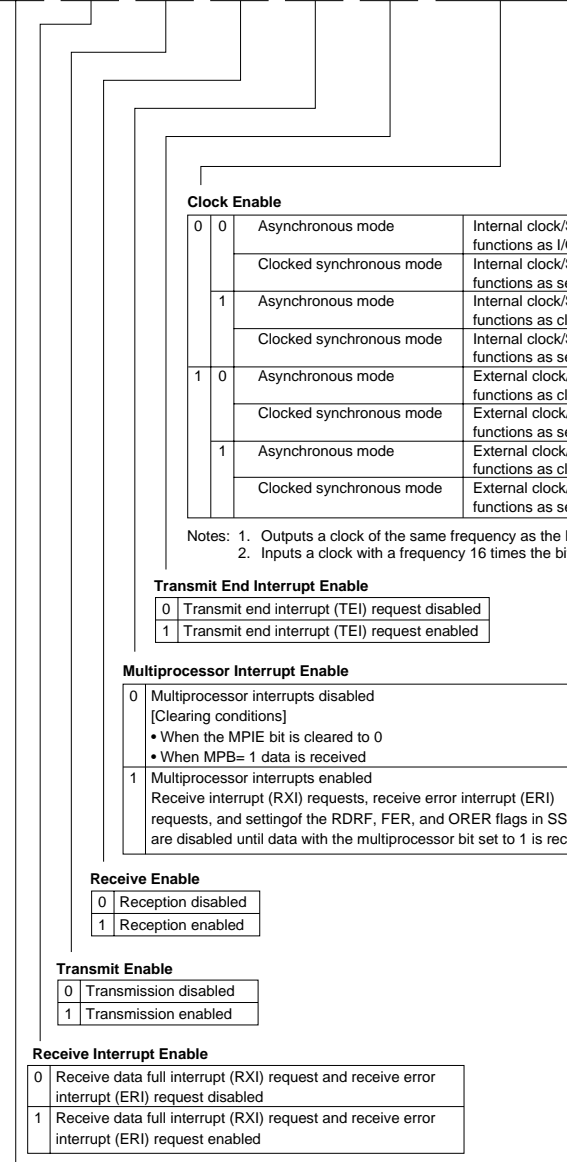 Clock Enable
0 0 Asynchronous mode Internal clock/
functions as
Clocked synchronous mode Internal clock/
functions as
1 Asynchronous mode Internal clock/
functions as
Clocked synchronous mode Internal clock/
functions as
1 0 Asynchronous mode External clock/
functions as
Clocked synchronous mode External clock/
functions as
1 Asynchronous mode External clock/
functions as
Clocked synchronous mode External clock/
functions as
Notes: 1. Outputs a clock of the same frequency as the
2. Inputs a clock with a frequency 16 times the
Transmit End Interrupt Enable
0 Transmit end interrupt (TEI) request disabled
1 Transmit end interrupt (TEI) request enabled
Multiprocessor Interrupt Enable
0 Multiprocessor interrupts disabled
[Clearing conditions]
• When the MPIE bit is cleared to 0
• When MPB= 1 data is received
1 Multiprocessor interrupts enabled
Receive interrupt (RXI) requests, receive error interrupt (ERI)
requests, and settingof the RDRF, FER, and ORER flags in
are disabled until data with the multiprocessor bit set to 1 is
Receive Enable
0 Reception disabled
1 Reception enabled
Transmit Enable
0 Transmission disabled
1 Transmission enabled
Receive Interrupt Enable
0 Receive data full interrupt (RXI) request and receive error
interrupt (ERI) request disabled
1 Receive data full interrupt (RXI) request and receive error
interrupt (ERI) request enabled